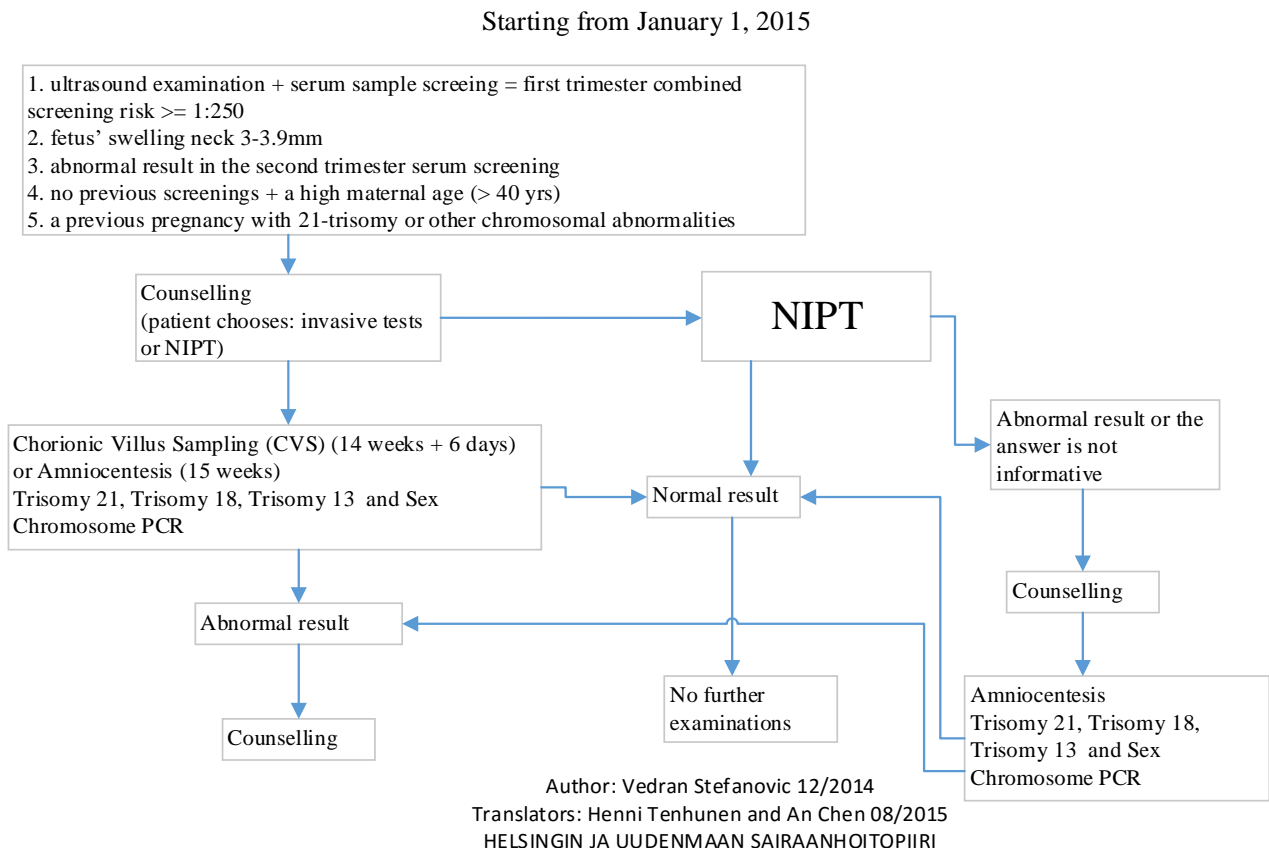 Starting from January 1, 2015
1. ultrasound examination + serum sample screeing = first trimester combined
screening risk >= 1:250
2. fetus’ swelling neck 3-3.9mm
3. abnormal result in the second trimester serum screening
4. no previous screenings + a high maternal age (> 40 yrs)
5. a previous pregnancy with 21-trisomy or other chromosomal abnormalities
Counselling
(patient chooses: invasive tests
or NIPT)
NIPT
Chorionic Villus Sampling (CVS) (14 weeks + 6 days)
or Amniocentesis (15 weeks)
Trisomy 21, Trisomy 18, Trisomy 13 and Sex
Chromosome PCR
Normal result
Abnormal result or the
answer is not
informative
Counselling
Abnormal result
Counselling
No further
examinations
Amniocentesis
Trisomy 21, Trisomy 18,
Trisomy 13 and Sex
Chromosome PCR
Author: Vedran Stefanovic 12/2014
Translators: Henni Tenhunen and An Chen 08/2015
HELSINGIN JA UUDENMAAN SAIRAANHOITOPIIRI